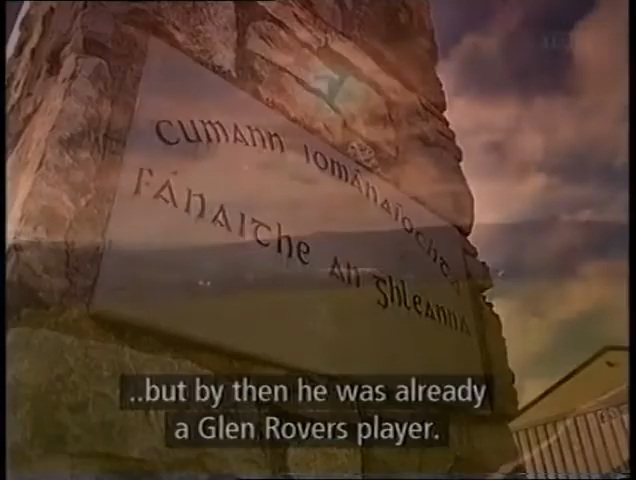 Cumann Iománaíochta
Fánaithe an Ghleanna
..but by then he was already
a Glen Rovers player.